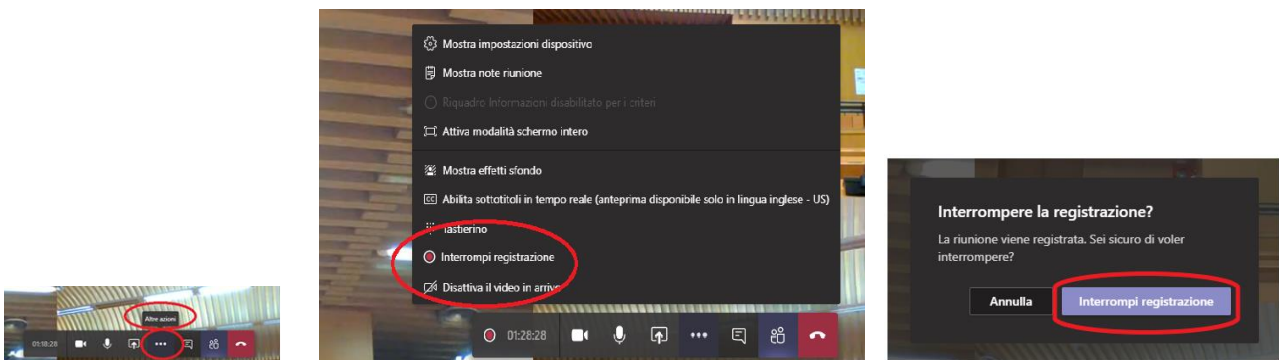 Altre azioni
01:18:28
Mostra impostazioni dispositivo
Mostra note riunione
Riquadro Informazioni disabilitato per i criteri
Attiva modalità schermo intero
Mostra effetti sfondo
Abilita sottotitoli in tempo reale (anteprima disponibile solo in lingua inglese - US)
Tastierino
Interrompi registrazione
Disattiva il video in arrivo
01:28:28
Interrompere la registrazione?
La riunione viene registrata. Sei sicuro di voler
interrompere?
Annulla
Interrompi registrazione